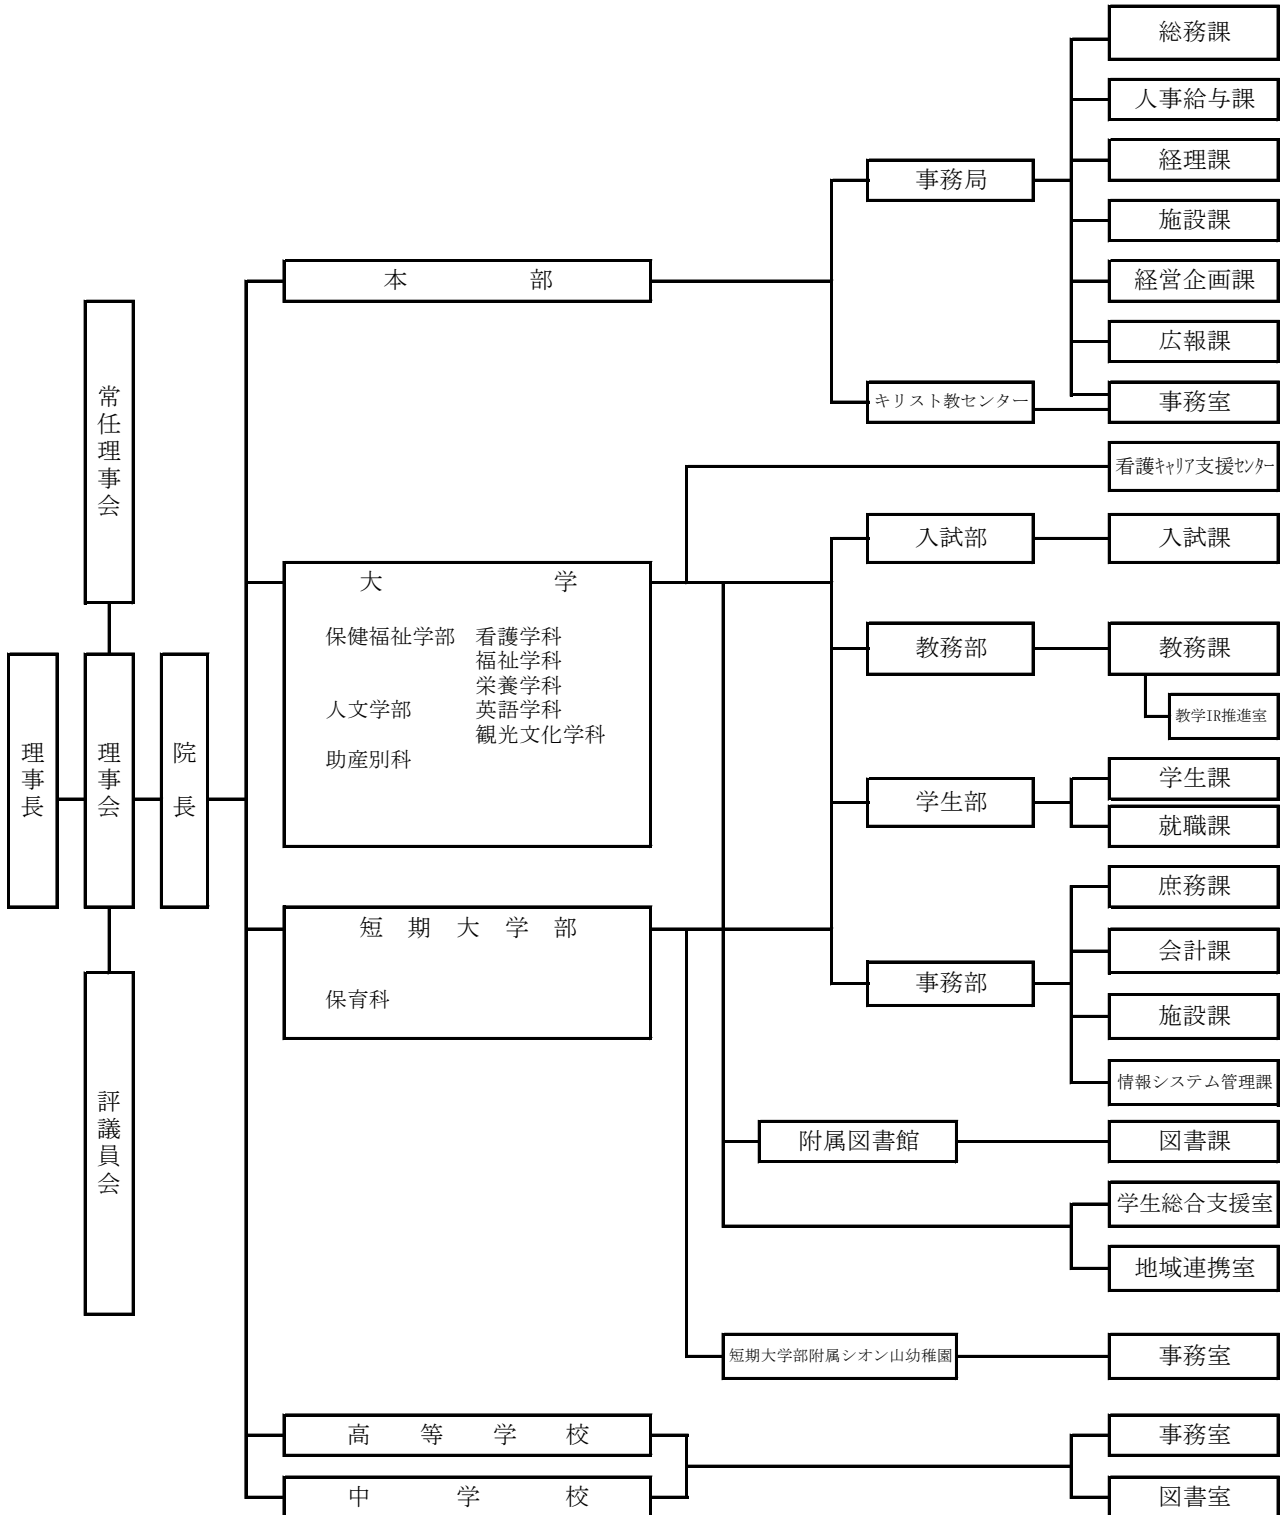 理事長
常任理事会
理事会
評議員会
院長
本部
事務局
総務課
人事給与課
経理課
施設課
経営企画課
広報課
キリスト教センター
事務室
看護キャリア支援センター
大学
保健福祉学部 看護学科
福祉学科
栄養学科
人文学部 英語学科
観光文化学科
助産別科
入試部
入試課
教務部
教務課
教学IR推進室
学生部
学生課
就職課
短期大学部
保育科
事務部
庶務課
会計課
施設課
情報システム管理課
附属図書館
図書課
学生総合支援室
地域連携室
短期大学部附属シオン山幼稚園
事務室
高等学校
中学校
事務室
図書室